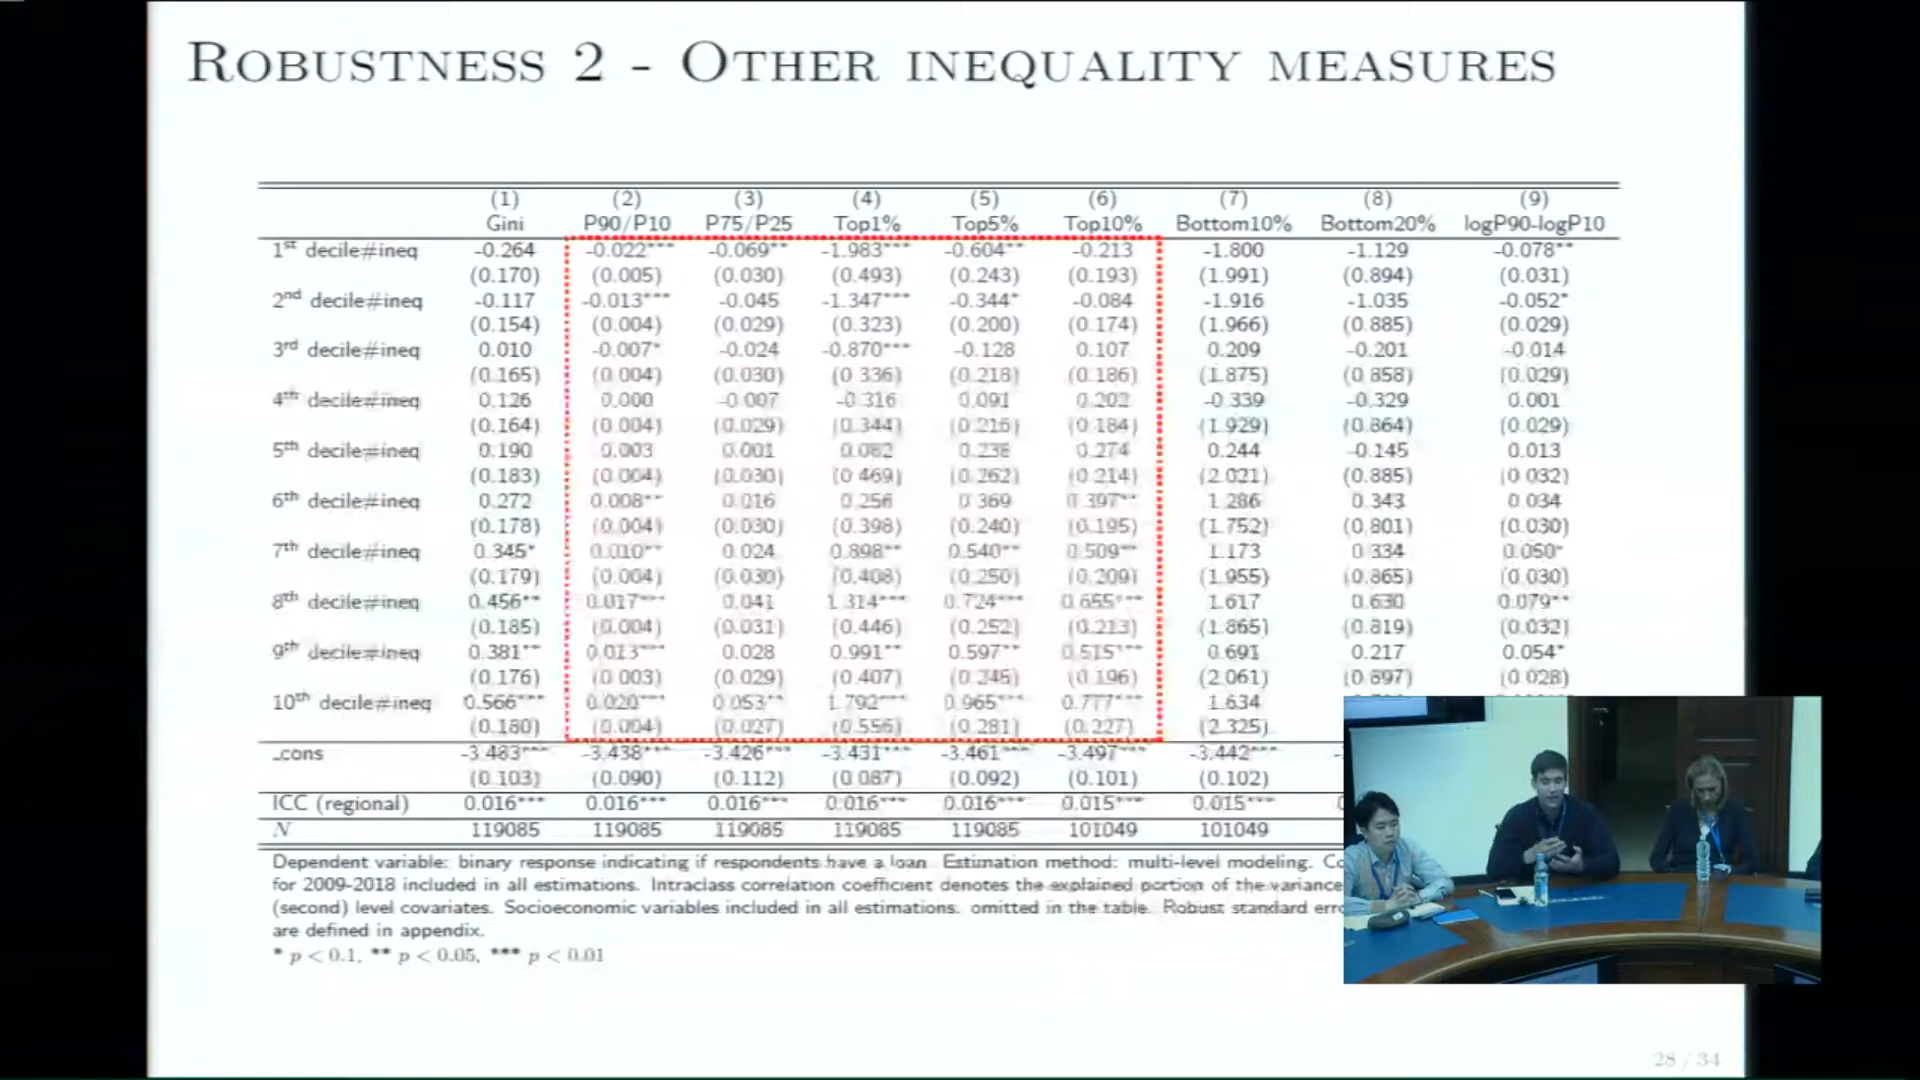 ROBUSTNESS 2 - OTHER INEQUALITY MEASURES
(1) (2) (3) (4) (5) (6) (7) (8) (9)
Gini P90/P10 P75/P25 Top1% Top5% Top10% Bottom10% Bottom20% logP90-logP10
1st decile#ineq -0.264 -0.022*** -0.069** -1.983*** -0.604** -0.213 -1.800 -1.129 -0.078**
(0.170) (0.005) (0.030) (0.493) (0.243) (0.193) (1.991) (0.894) (0.031)
2nd decile#ineq -0.117 -0.013*** -0.045 -1.347*** -0.344* -0.084 -1.916 -1.035 -0.052*
(0.154) (0.004) (0.029) (0.323) (0.200) (0.174) (1.966) (0.885) (0.029)
3rd decile#ineq 0.010 -0.007* -0.024 -0.870*** -0.128 0.107 0.209 -0.201 -0.014
(0.165) (0.004) (0.030) (0.336) (0.218) (0.186) (1.875) (0.858) (0.029)
4th decile#ineq 0.126 0.000 -0.007 -0.316 0.091 0.202 -0.339 -0.329 0.001
(0.164) (0.004) (0.029) (0.344) (0.216) (0.184) (1.929) (0.864) (0.029)
5th decile#ineq 0.190 0.003 0.001 0.062 0.238 0.274 0.244 -0.145 0.013
(0.183) (0.004) (0.030) (0.469) (0.262) (0.214) (2.021) (0.885) (0.032)
6th decile#ineq 0.272 0.008** 0.016 0.256 0.369 0.397** 1.286 0.343 0.034
(0.178) (0.004) (0.030) (0.398) (0.240) (0.195) (1.752) (0.801) (0.030)
7th decile#ineq 0.345* 0.010** 0.024 0.898** 0.540** 0.509** 1.173 0.334 0.050*
(0.179) (0.004) (0.030) (0.408) (0.250) (0.209) (1.955) (0.865) (0.030)
8th decile#ineq 0.456** 0.017*** 0.041 1.314*** 0.724*** 0.655*** 1.617 0.630 0.079**
(0.185) (0.004) (0.031) (0.446) (0.252) (0.213) (1.865) (0.819) (0.032)
9th decile#ineq 0.381** 0.013*** 0.028 0.991** 0.597** 0.515*** 0.691 0.217 0.054*
(0.176) (0.003) (0.029) (0.407) (0.245) (0.196) (2.061) (0.897) (0.028)
10th decile#ineq 0.566*** 0.020*** 0.053** 1.792*** 0.965*** 0.777*** 1.634
(0.180) (0.004) (0.027) (0.556) (0.281) (0.227) (2.325)
_cons -3.483*** -3.438*** -3.426*** -3.431*** -3.461*** -3.497*** -3.442***
(0.103) (0.090) (0.112) (0.087) (0.092) (0.101) (0.102)
ICC (regional) 0.016*** 0.016*** 0.016*** 0.016*** 0.016*** 0.015*** 0.015***
N 119085 119085 119085 119085 119085 101049 101049
Dependent variable: binary response indicating if respondents have a loan. Estimation method: multi-level modeling. Co
for 2009-2018 included in all estimations. Intraclass correlation coefficient denotes the explained portion of the variance
(second) level covariates. Socioeconomic variables included in all estimations. omitted in the table. Robust standard erro
are defined in appendix.
* p < 0.1, ** p < 0.05, *** p < 0.01
28 / 34